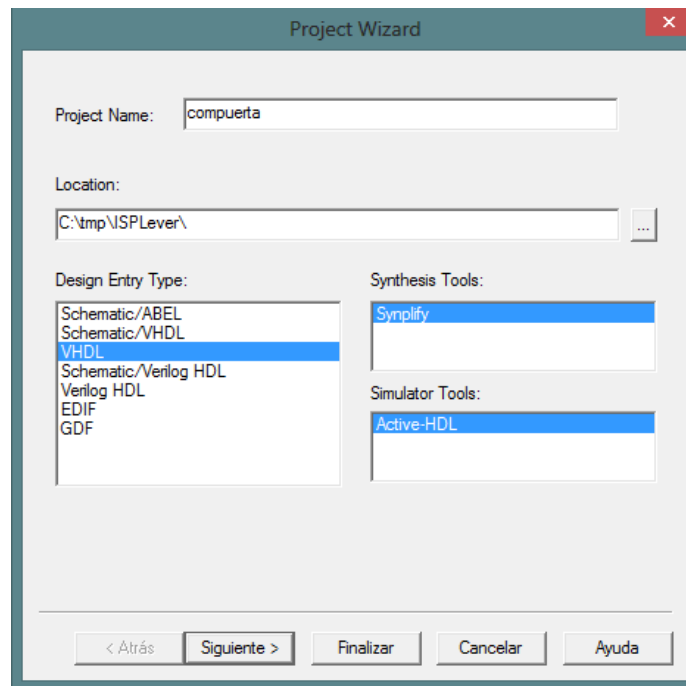 Project Wizard
Project Name:
compuerta
Location:
C:\tmp\ISPLever\
...
Design Entry Type:
Schematic/ABEL
Schematic/VHDL
VHDL
Schematic/Verilog HDL
Verilog HDL
EDIF
GDF
Synthesis Tools:
Synplify
Simulator Tools:
Active-HDL
< Atrás
Siguiente >
Finalizar
Cancelar
Ayuda